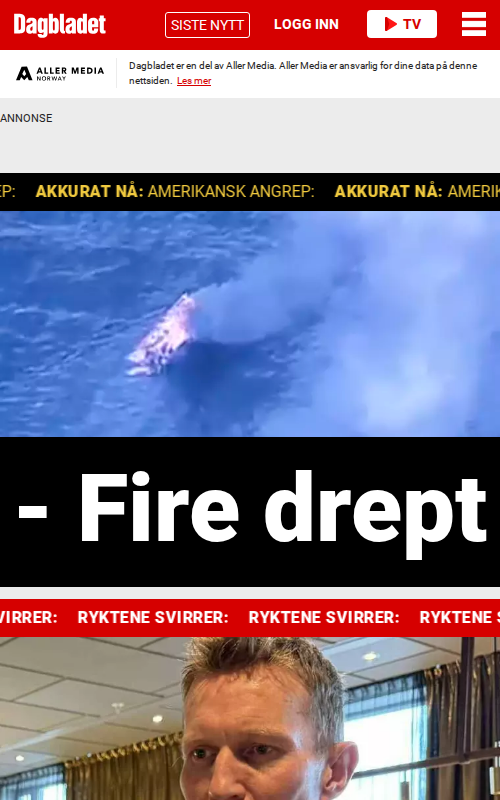 Dagbladet
SISTE NYTT
LOGG INN
TV
ALLER MEDIA
NORWAY
Dagbladet er en del av Aller Media. Aller Media er ansvarlig for dine data på denne
nettsiden. Les mer
ANNONSE
EP: AKKURAT NÅ: AMERIKANSK ANGREP: AKKURAT NÅ: AMERIK
- Fire drept
VIRRER: RYKTENE SVIRRER: RYKTENE SVIRRER: RYKTENE S